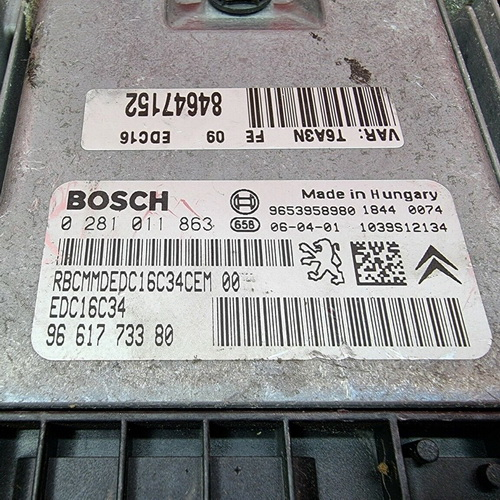 VAR: T6A3N FE 09 EDC16
84647152
BOSCH
Made in Hungary
0 281 011 863
658
9653958980 1844 0074
06-04-01 1039S12134
RBCMMDEDC16C34CEM 00
EDC16C34
96 617 733 80